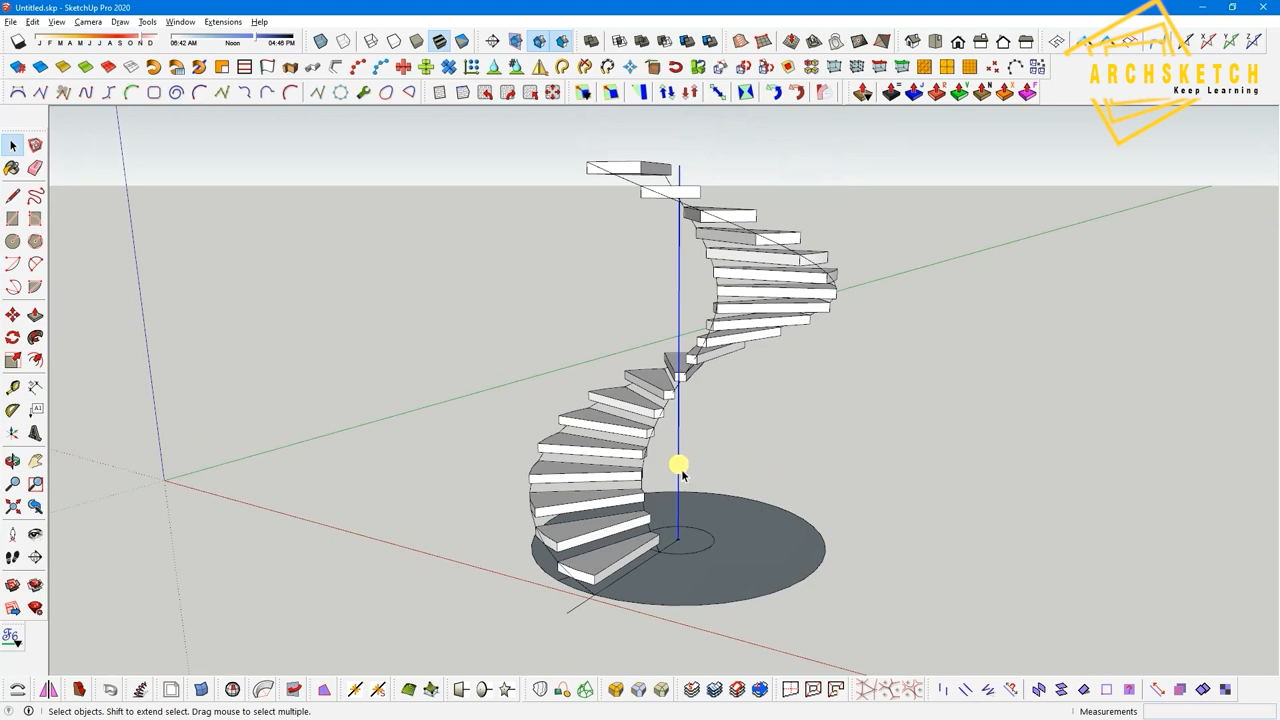 Untitled.skp - SketchUp Pro 2020
File Edit View Camera Draw Tools Window Extensions Help
J F M A M J J A S O N D 06:42 AM Noon 04:46 PM
ARCHSKETCH
Keep Learning
Select objects. Shift to extend select. Drag mouse to select multiple.
Measurements